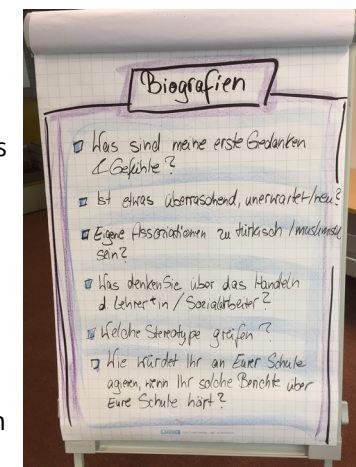 Biografien
Was sind meine erste Gedanken
& Gefühle?
Ist etwas überraschend, unerwartet/neu?
Eigene Assoziationen zu türkisch/muslimisch
sein?
Was denken Sie über das Handeln
d. Lehrer*in / Sozialarbeiter?
Welche Stereotype greifen?
Wie würdet Ihr an Eurer Schule
agieren, wenn Ihr solche Berichte über
Eure Schule hört?